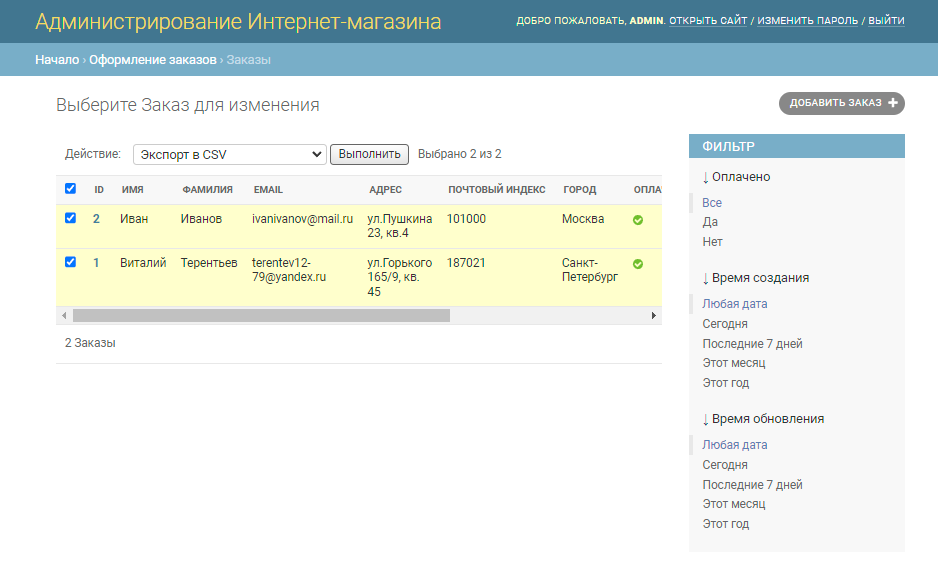 Администрирование Интернет-магазина
ДОБРО ПОЖАЛОВАТЬ, ADMIN. ОТКРЫТЬ САЙТ / ИЗМЕНИТЬ ПАРОЛЬ / ВЫЙТИ
Начало › Оформление заказов › Заказы
Выберите Заказ для изменения
ДОБАВИТЬ ЗАКАЗ +
Действие: Экспорт в CSV Выполнить Выбрано 2 из 2
ID ИМЯ ФАМИЛИЯ EMAIL АДРЕС ПОЧТОВЫЙ ИНДЕКС ГОРОД ОПЛАТ
2 Иван Иванов ivanivanov@mail.ru ул.Пушкина 101000 Москва
23, кв.4
1 Виталий Терентьев terentev12- ул.Горького 187021 Санкт-
79@yandex.ru 165/9, кв. Петербург
45
2 Заказы
ФИЛЬТР
↓ Оплачено
Все
Да
Нет
↓ Время создания
Любая дата
Сегодня
Последние 7 дней
Этот месяц
Этот год
↓ Время обновления
Любая дата
Сегодня
Последние 7 дней
Этот месяц
Этот год